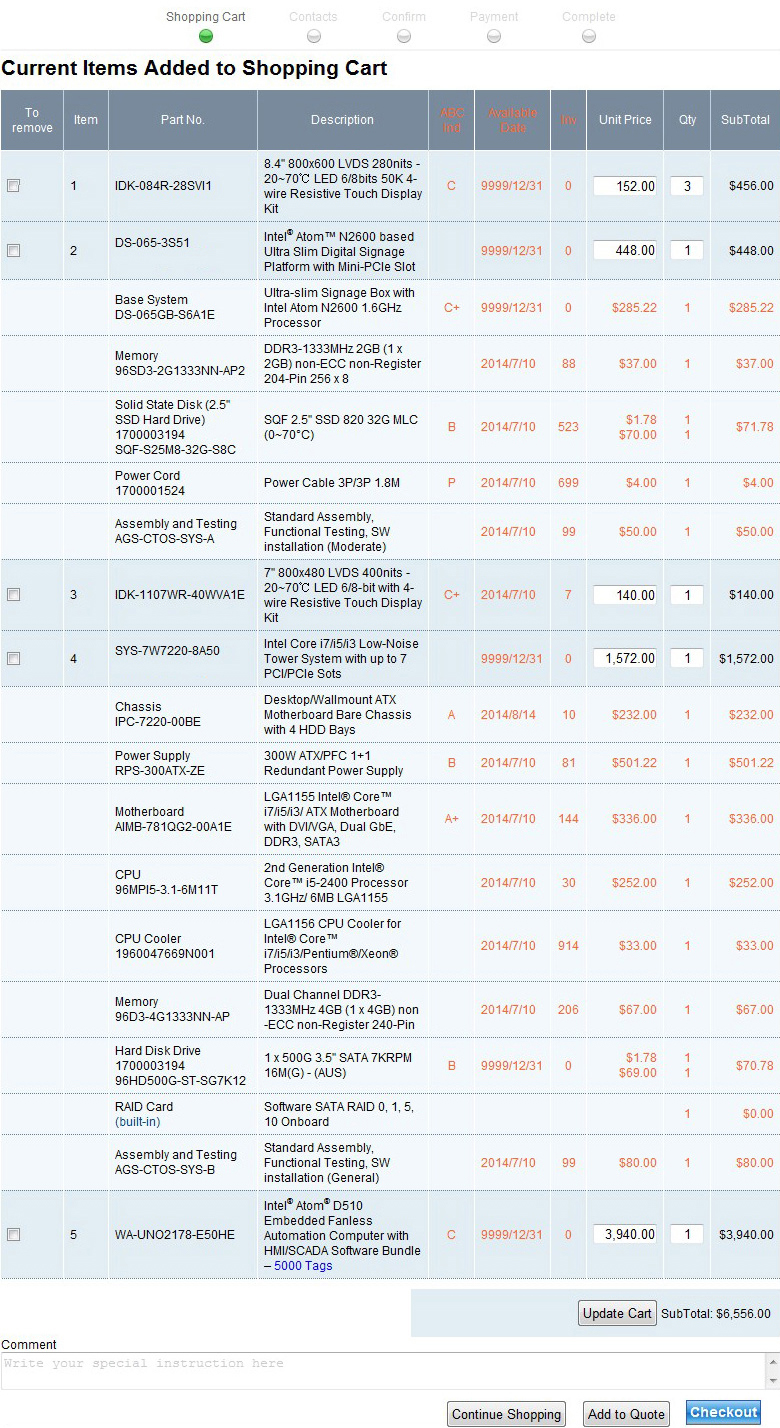 Shopping Cart Contacts Confirm Payment Complete
Current Items Added to Shopping Cart
To remove Item Part No. Description ABC Ind Available Date Inv Unit Price Qty SubTotal
1 IDK-084R-28SVI1 8.4" 800x600 LVDS 280nits - C 9999/12/31 0 152.00 3 $456.00
20~70℃ LED 6/8bits 50K 4-
wire Resistive Touch Display
Kit
2 DS-065-3S51 Intel® Atom™ N2600 based 9999/12/31 0 448.00 1 $448.00
Ultra Slim Digital Signage
Platform with Mini-PCIe Slot
Base System Ultra-slim Signage Box with
DS-065GB-S6A1E Intel Atom N2600 1.6GHz C+ 9999/12/31 0 $285.22 1 $285.22
Processor
Memory DDR3-1333MHz 2GB (1 x
96SD3-2G1333NN-AP2 2GB) non-ECC non-Register 2014/7/10 88 $37.00 1 $37.00
204-Pin 256 x 8
Solid State Disk (2.5"
SSD Hard Drive) SQF 2.5" SSD 820 32G MLC $1.78 1
1700003194 (0~70°C) B 2014/7/10 523 $70.00 1 $71.78
SQF-S25M8-32G-S8C
Power Cord
1700001524 Power Cable 3P/3P 1.8M P 2014/7/10 699 $4.00 1 $4.00
Assembly and Testing Standard Assembly,
AGS-CTOS-SYS-A Functional Testing, SW 2014/7/10 99 $50.00 1 $50.00
installation (Moderate)
3 IDK-1107WR-40WVA1E 7" 800x480 LVDS 400nits - C+ 2014/7/10 7 140.00 1 $140.00
20~70℃ LED 6/8-bit with 4-
wire Resistive Touch Display
Kit
4 SYS-7W7220-8A50 Intel Core i7/i5/i3 Low-Noise 9999/12/31 0 1,572.00 1 $1,572.00
Tower System with up to 7
PCI/PCIe Sots
Chassis Desktop/Wallmount ATX
IPC-7220-00BE Motherboard Bare Chassis A 2014/8/14 10 $232.00 1 $232.00
with 4 HDD Bays
Power Supply 300W ATX/PFC 1+1
RPS-300ATX-ZE Redundant Power Supply B 2014/7/10 81 $501.22 1 $501.22
Motherboard LGA1155 Intel® Core™
AIMB-781QG2-00A1E i7/i5/i3/ ATX Motherboard A+ 2014/7/10 144 $336.00 1 $336.00
with DVI/VGA, Dual GbE,
DDR3, SATA3
CPU 2nd Generation Intel®
96MPI5-3.1-6M11T Core™ i5-2400 Processor 2014/7/10 30 $252.00 1 $252.00
3.1GHz/ 6MB LGA1155
CPU Cooler LGA1156 CPU Cooler for
1960047669N001 Intel® Core™ 2014/7/10 914 $33.00 1 $33.00
i7/i5/i3/Pentium®/Xeon®
Processors
Memory Dual Channel DDR3-
96D3-4G1333NN-AP 1333MHz 4GB (1 x 4GB) non 2014/7/10 206 $67.00 1 $67.00
-ECC non-Register 240-Pin
Hard Disk Drive 1 x 500G 3.5" SATA 7KRPM $1.78 1
1700003194 16M(G) - (AUS) B 9999/12/31 0 $69.00 1 $70.78
96HD500G-ST-SG7K12
RAID Card Software SATA RAID 0, 1, 5, 1 $0.00
(built-in) 10 Onboard
Assembly and Testing Standard Assembly,
AGS-CTOS-SYS-B Functional Testing, SW 2014/7/10 99 $80.00 1 $80.00
installation (General)
5 WA-UNO2178-E50HE Intel® Atom® D510 C 9999/12/31 0 3,940.00 1 $3,940.00
Embedded Fanless
Automation Computer with
HMI/SCADA Software Bundle
– 5000 Tags
Update Cart SubTotal: $6,556.00
Comment
Write your special instruction here
Continue Shopping Add to Quote Checkout